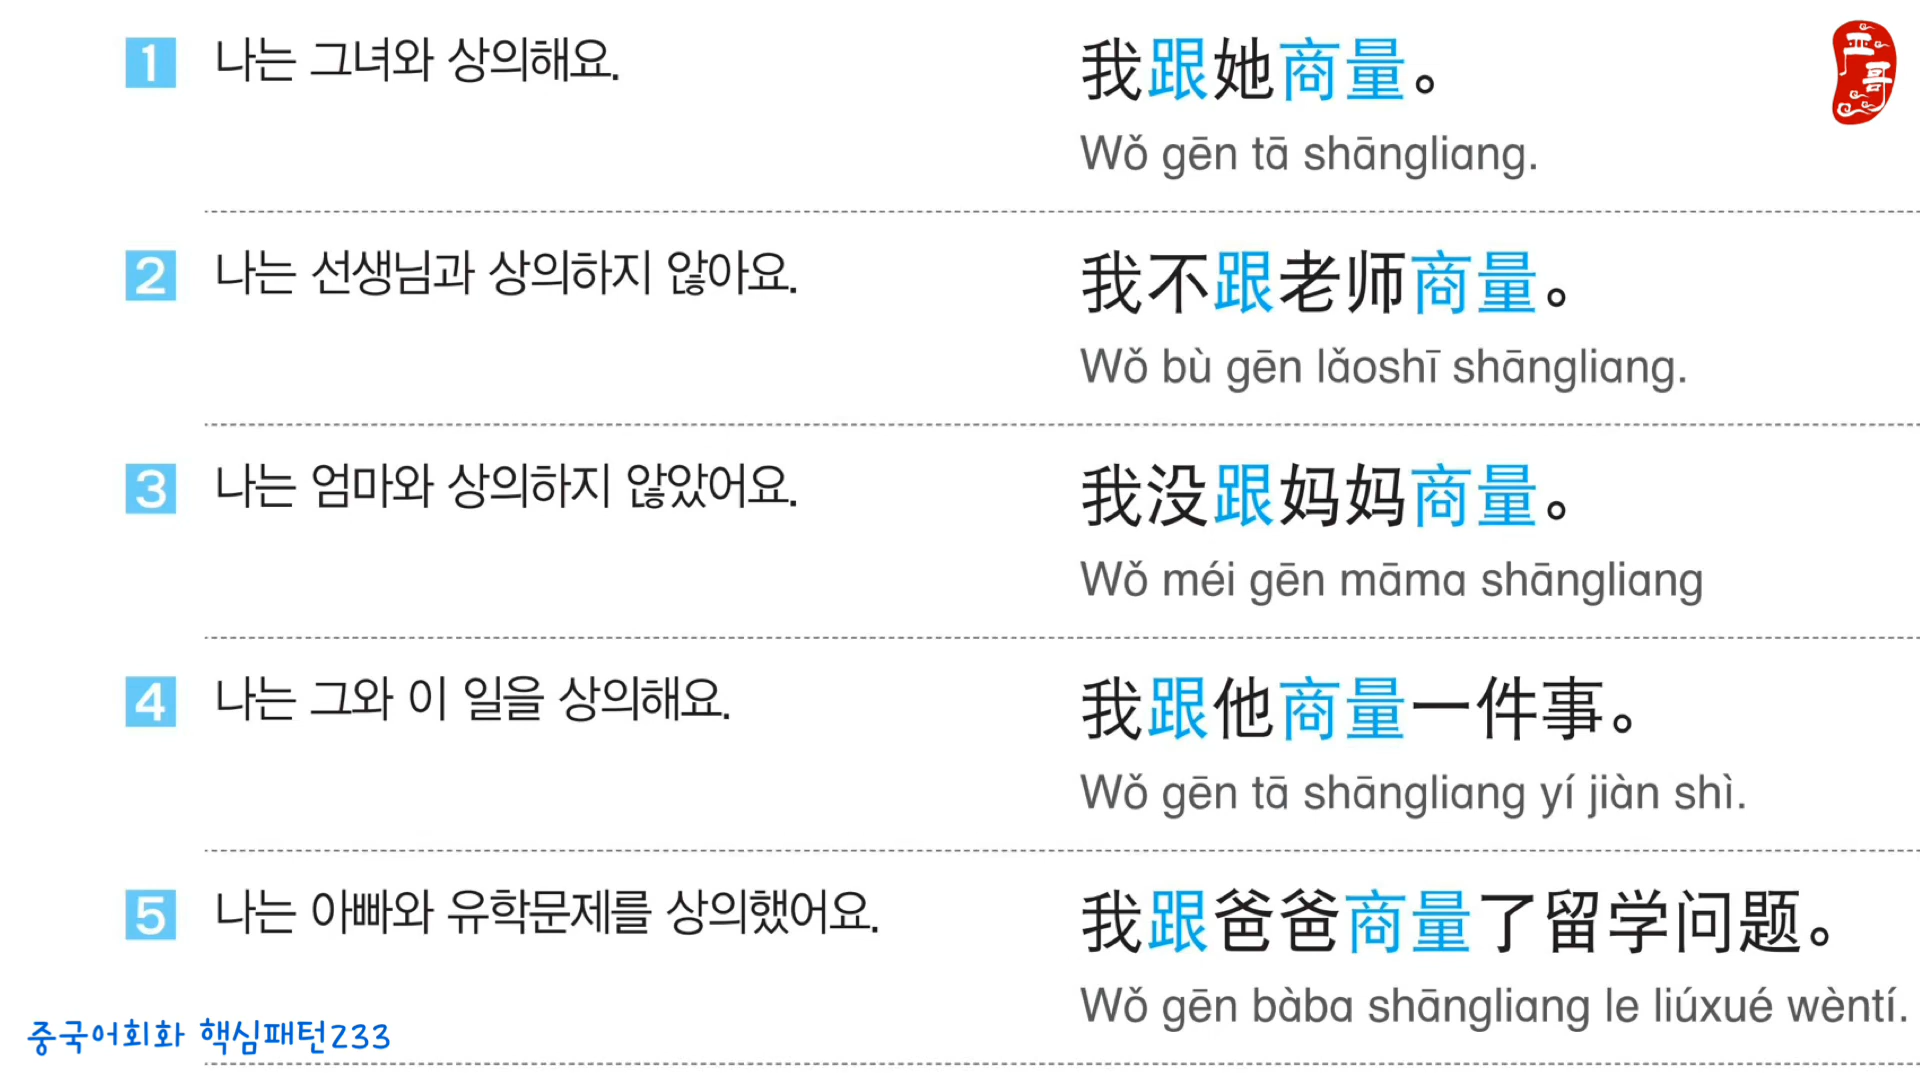 1 나는 그녀와 상의해요.
我跟她商量。
Wǒ gēn tā shāngliang.
2 나는 선생님과 상의하지 않아요.
我不跟老师商量。
Wǒ bù gēn lǎoshī shāngliang.
3 나는 엄마와 상의하지 않았어요.
我没跟妈妈商量。
Wǒ méi gēn māma shāngliang
4 나는 그와 이 일을 상의해요.
我跟他商量一件事。
Wǒ gēn tā shāngliang yí jiàn shì.
5 나는 아빠와 유학문제를 상의했어요.
我跟爸爸商量了留学问题。
Wǒ gēn bàba shāngliang le liúxué wèntí.
중국어회화 핵심패턴233